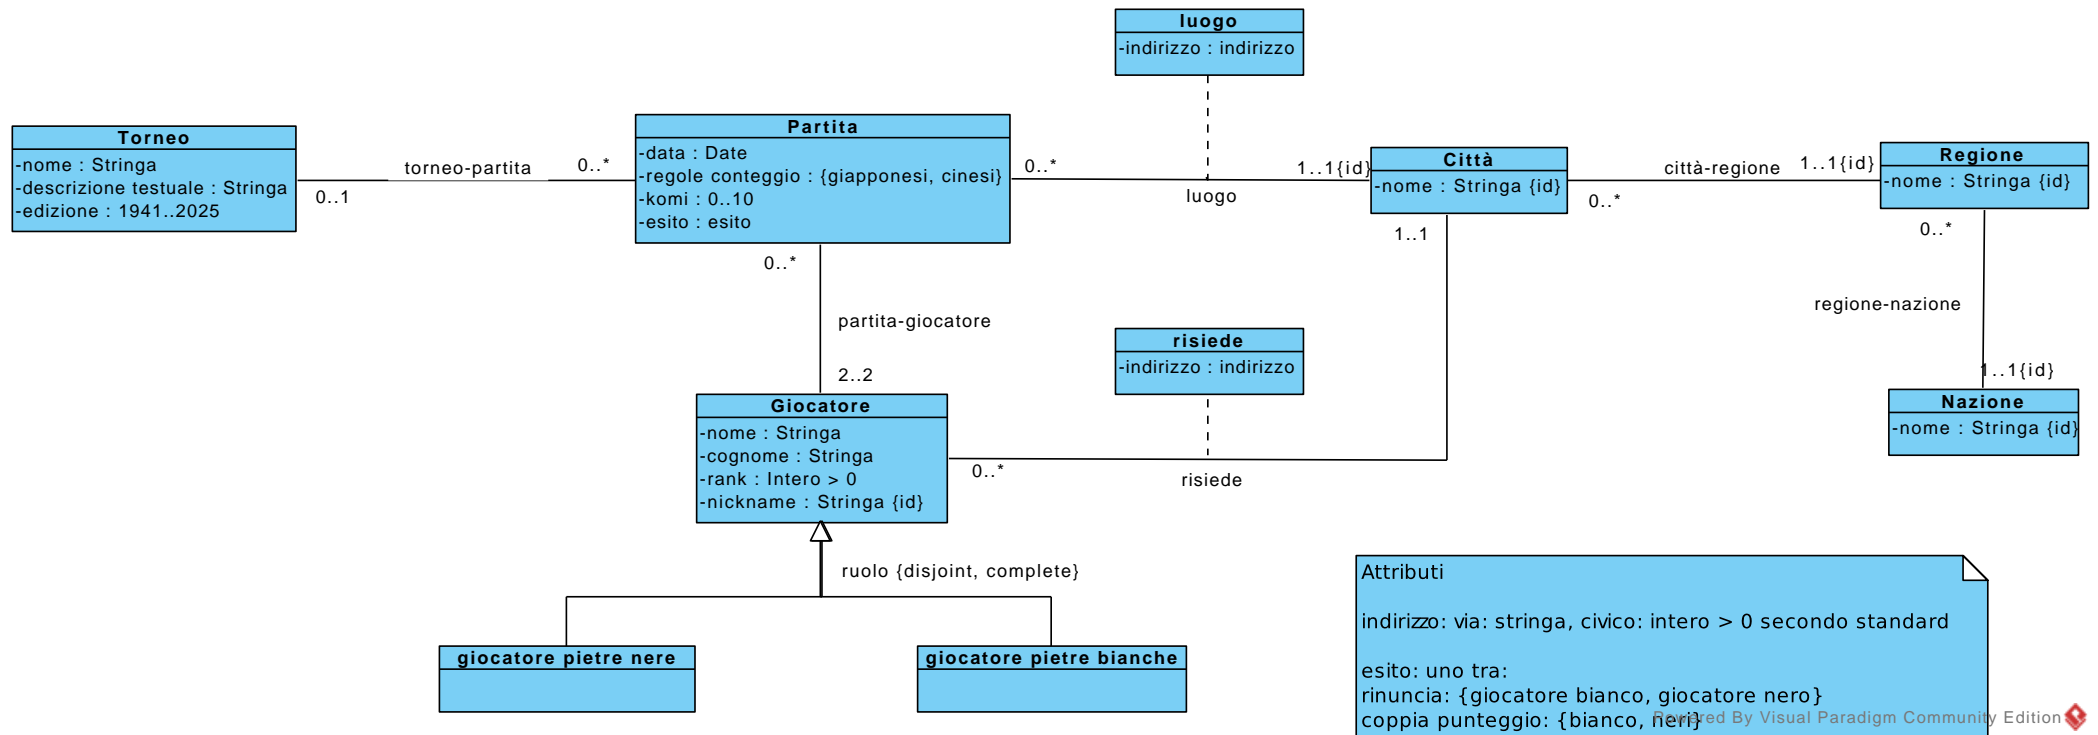 luogo
-indirizzo : indirizzo
Torneo
-nome : Stringa
-descrizione testuale : Stringa
-edizione : 1941..2025
torneo-partita
0..1
0..*
Partita
-data : Date
-regole conteggio : {giapponesi, cinesi}
-komi : 0..10
-esito : esito
0..*
luogo
1..1{id}
Città
-nome : Stringa {id}
città-regione
0..*
1..1{id}
Regione
-nome : Stringa {id}
0..*
regione-nazione
1..1{id}
Nazione
-nome : Stringa {id}
0..*
partita-giocatore
2..2
1..1
risiede
-indirizzo : indirizzo
Giocatore
-nome : Stringa
-cognome : Stringa
-rank : Intero > 0
-nickname : Stringa {id}
0..*
risiede
ruolo {disjoint, complete}
giocatore pietre nere
giocatore pietre bianche
Attributi
indirizzo: via: stringa, civico: intero > 0 secondo standard
esito: uno tra:
rinuncia: {giocatore bianco, giocatore nero}
coppia punteggio: {bianco, neri}
Powered By Visual Paradigm Community Edition